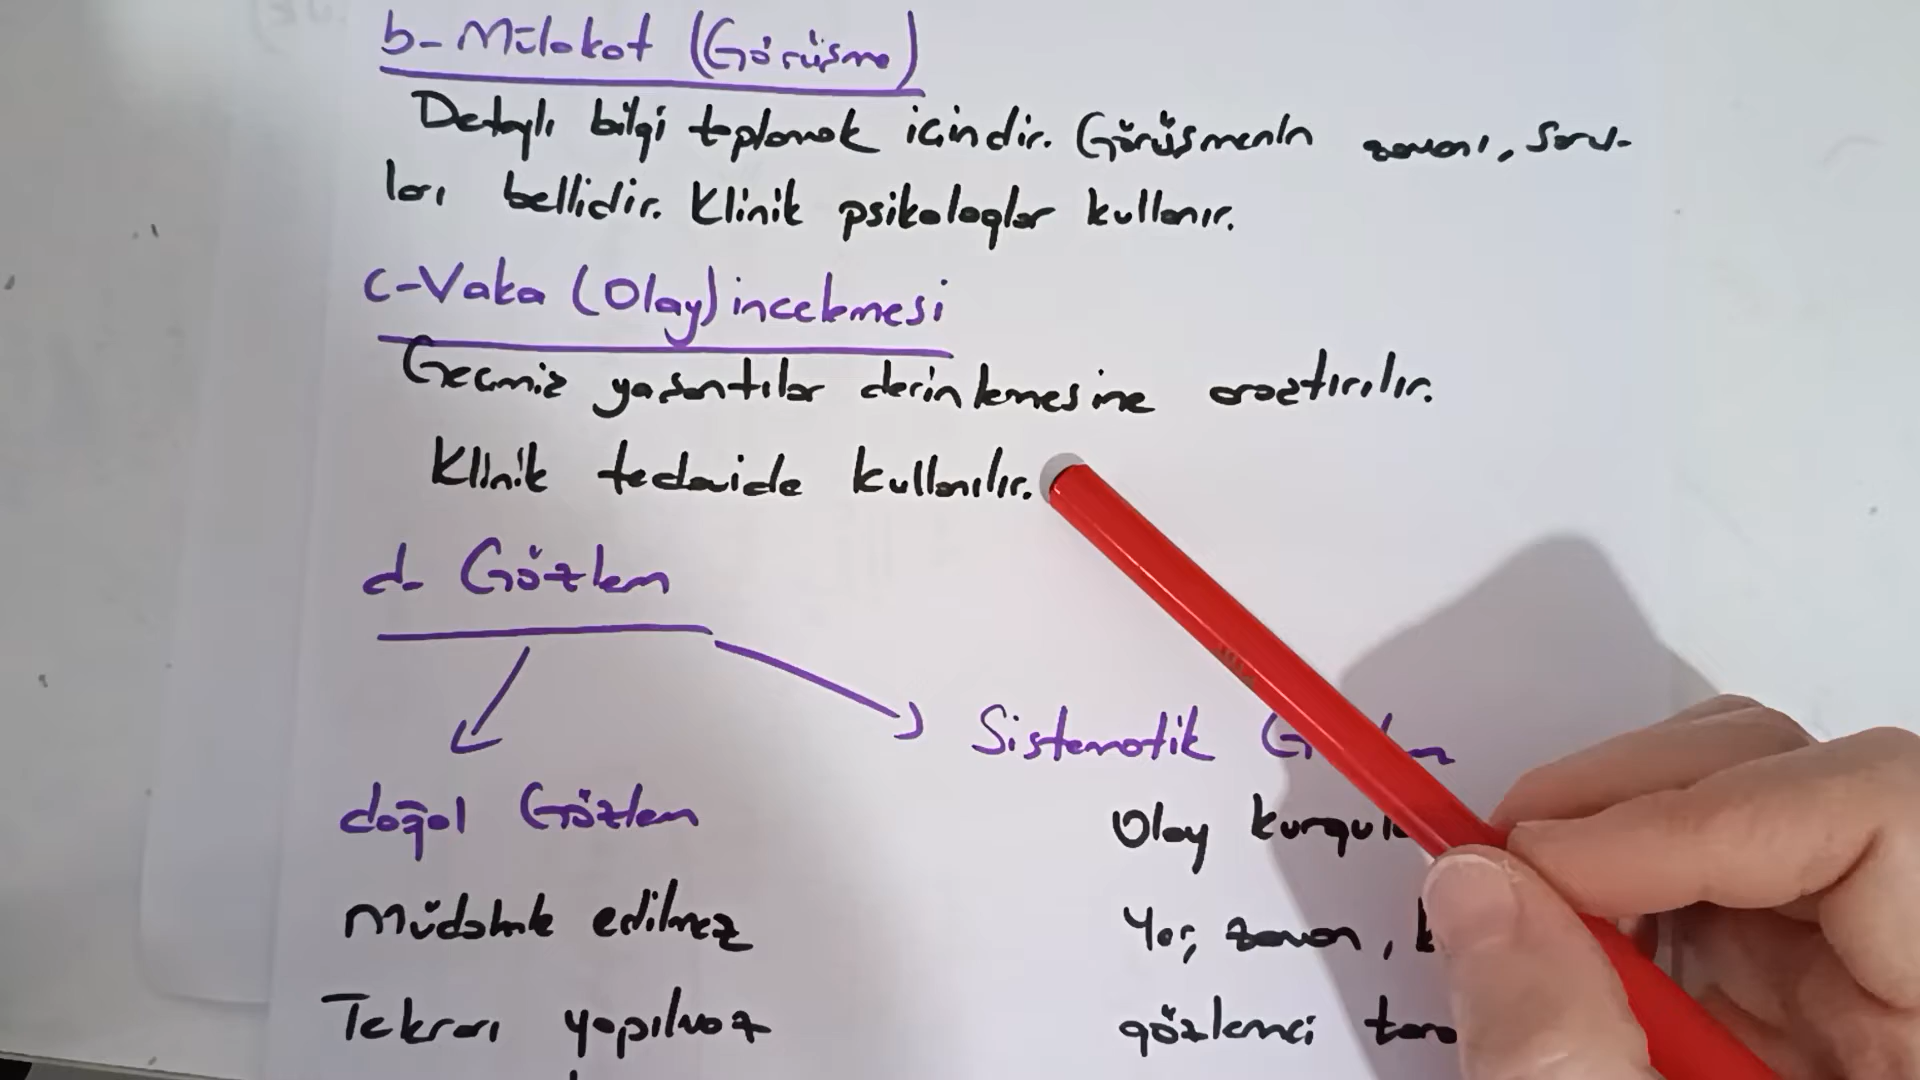 b- Mülakat (Görüşme)
Detaylı bilgi toplamak içindir. Görüşmenin zamanı, soru-
ları bellidir. Klinik psikologlar kullanır.
c- Vaka (Olay) incelemesi
Geçmiş yaşantılar derinlemesine araştırılır.
Klinik tedavide kullanılır.
d- Gözlem
doğal Gözlem
Sistematik
Müdahale edilmez
Olay
Tekrarı yapılmaz
Yer, zaman,
gözlemci